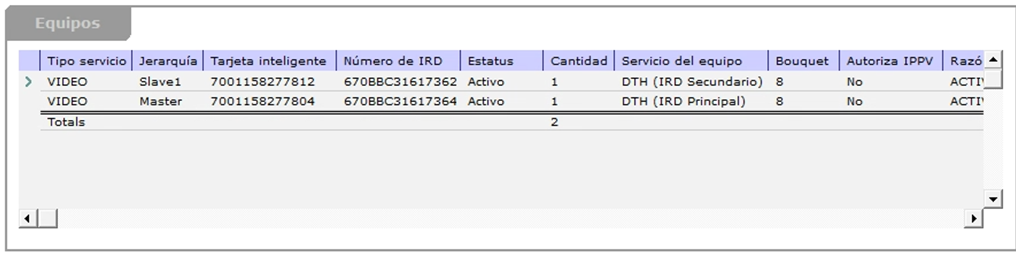 Equipos
Tipo servicio Jerarquía Tarjeta inteligente Número de IRD Estatus Cantidad Servicio del equipo Bouquet Autoriza IPPV Razó
VIDEO Slave1 7001158277812 670BBC31617362 Activo 1 DTH (IRD Secundario) 8 No ACTI
VIDEO Master 7001158277804 670BBC31617364 Activo 1 DTH (IRD Principal) 8 No ACTI
Totals 2